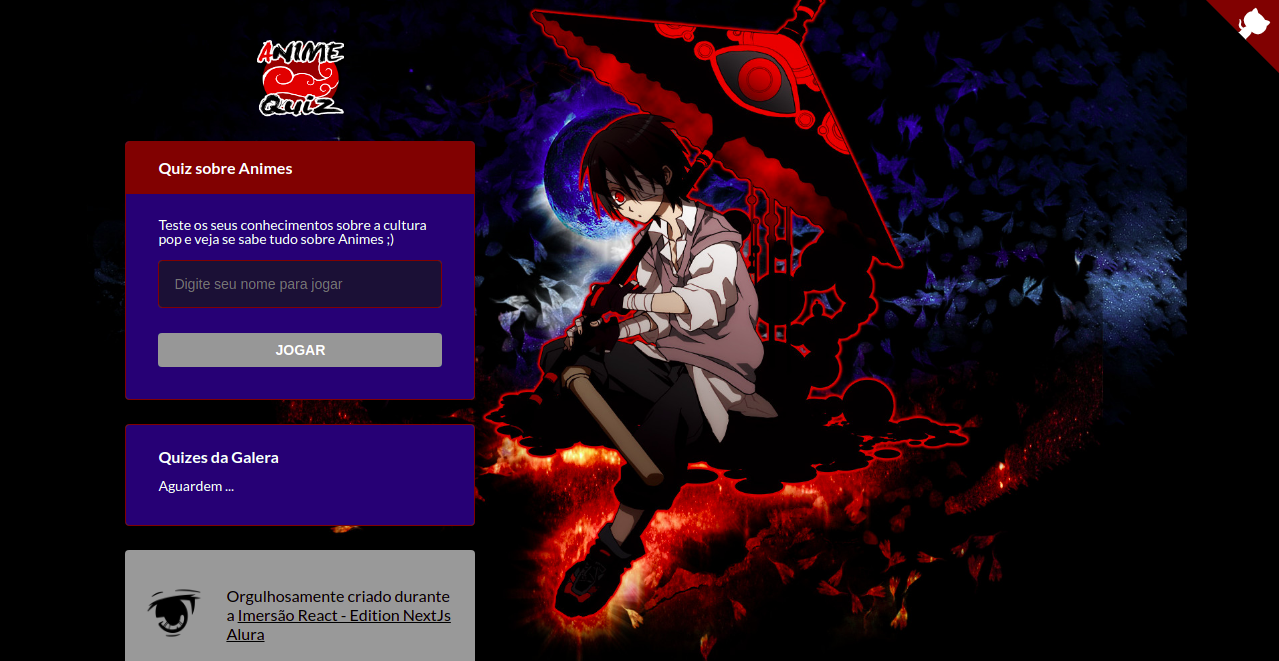 ANIME
QUIZ
Quiz sobre Animes
Teste os seus conhecimentos sobre a cultura
pop e veja se sabe tudo sobre Animes ;)
Digite seu nome para jogar
JOGAR
Quizes da Galera
Aguardem ...
Orgulhosamente criado durante
a Imersão React - Edition NextJs
Alura